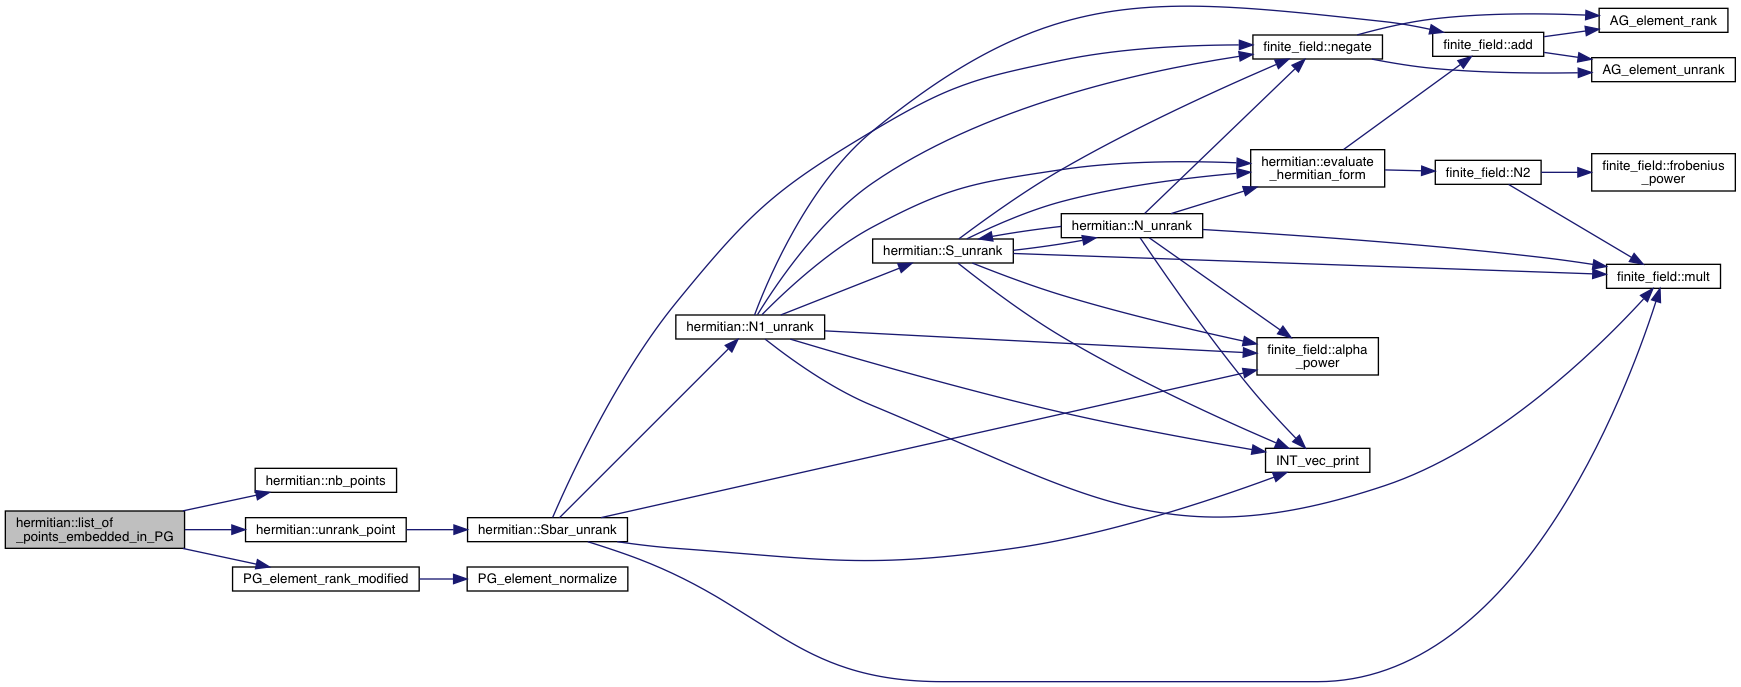 AG_element_rank
finite_field::negate
finite_field::add
AG_element_unrank
hermitian::evaluate
_hermitian_form
finite_field::N2
finite_field::frobenius
_power
hermitian::N_unrank
hermitian::S_unrank
finite_field::mult
hermitian::N1_unrank
finite_field::alpha
_power
INT_vec_print
hermitian::nb_points
hermitian::list_of
_points_embedded_in_PG
hermitian::unrank_point
hermitian::Sbar_unrank
PG_element_rank_modified
PG_element_normalize